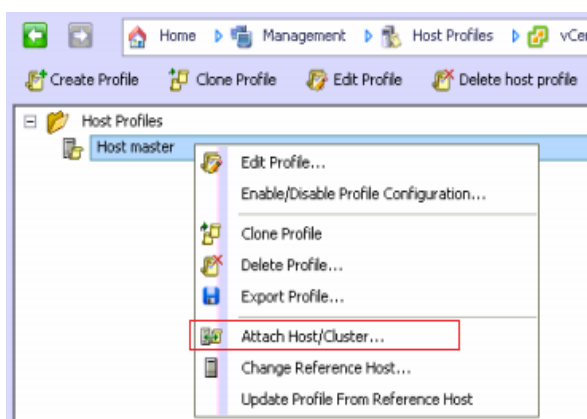 Home Management Host Profiles vCen
Create Profile Clone Profile Edit Profile Delete host profile
Host Profiles
Host master
Edit Profile...
Enable/Disable Profile Configuration...
Clone Profile
Delete Profile...
Export Profile...
Attach Host/Cluster...
Change Reference Host...
Update Profile From Reference Host